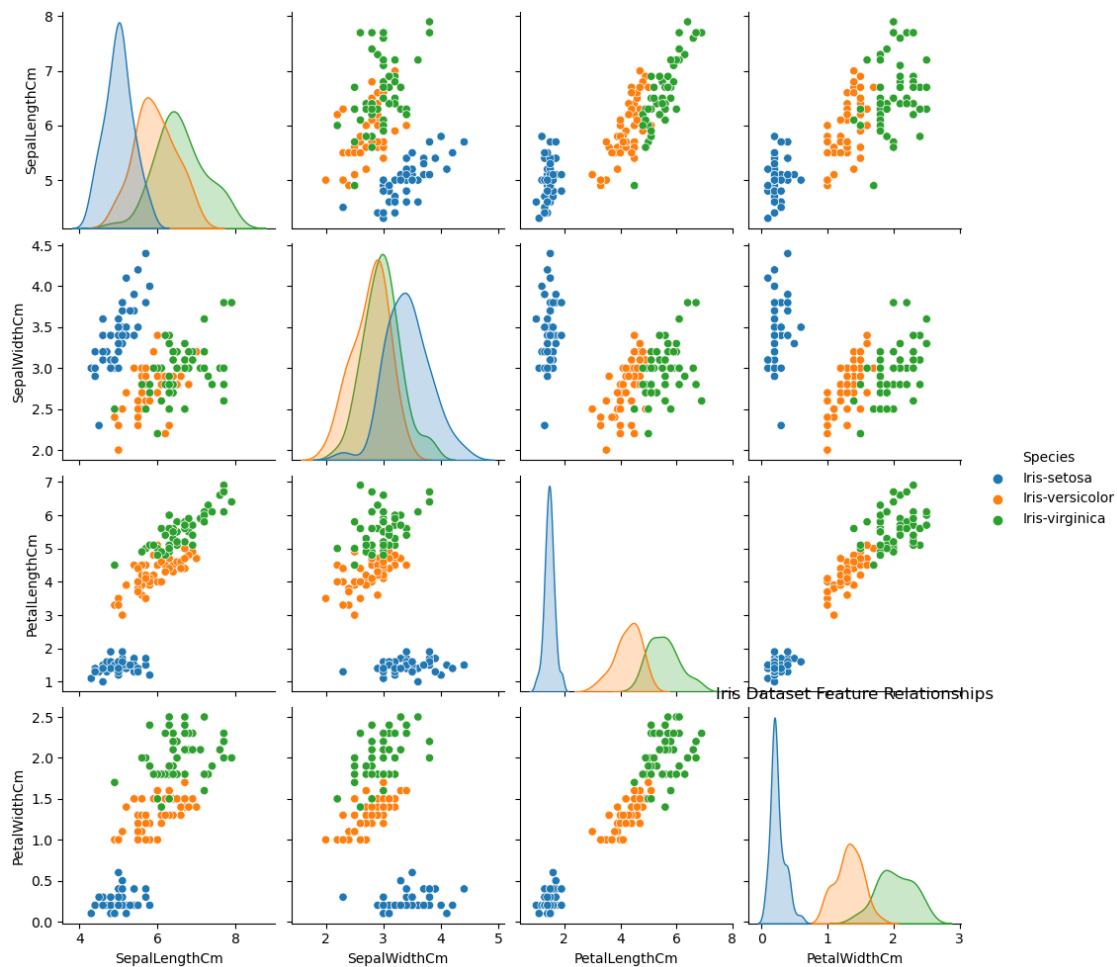 8
7
6
5
SepalLengthCm
4.5
4.0
3.5
3.0
2.5
2.0
SepalWidthCm
Species
Iris-setosa
Iris-versicolor
Iris-virginica
7
6
5
4
3
2
1
PetalLengthCm
Iris Dataset Feature Relationships
2.5
2.0
1.5
1.0
0.5
0.0
PetalWidthCm
4 6 8 2 3 4 5 2 4 6 8 0 1 2 3
SepalLengthCm SepalWidthCm PetalLengthCm PetalWidthCm